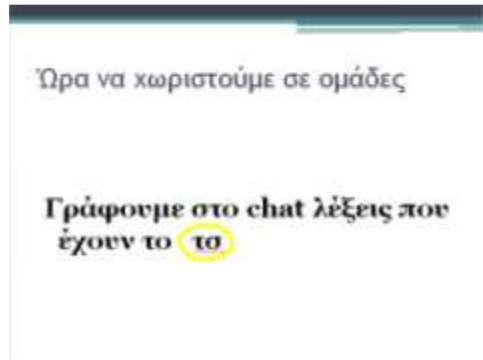 Ώρα να χωριστούμε σε ομάδες
Γράφουμε στο chat λέξεις που
έχουν το τσ